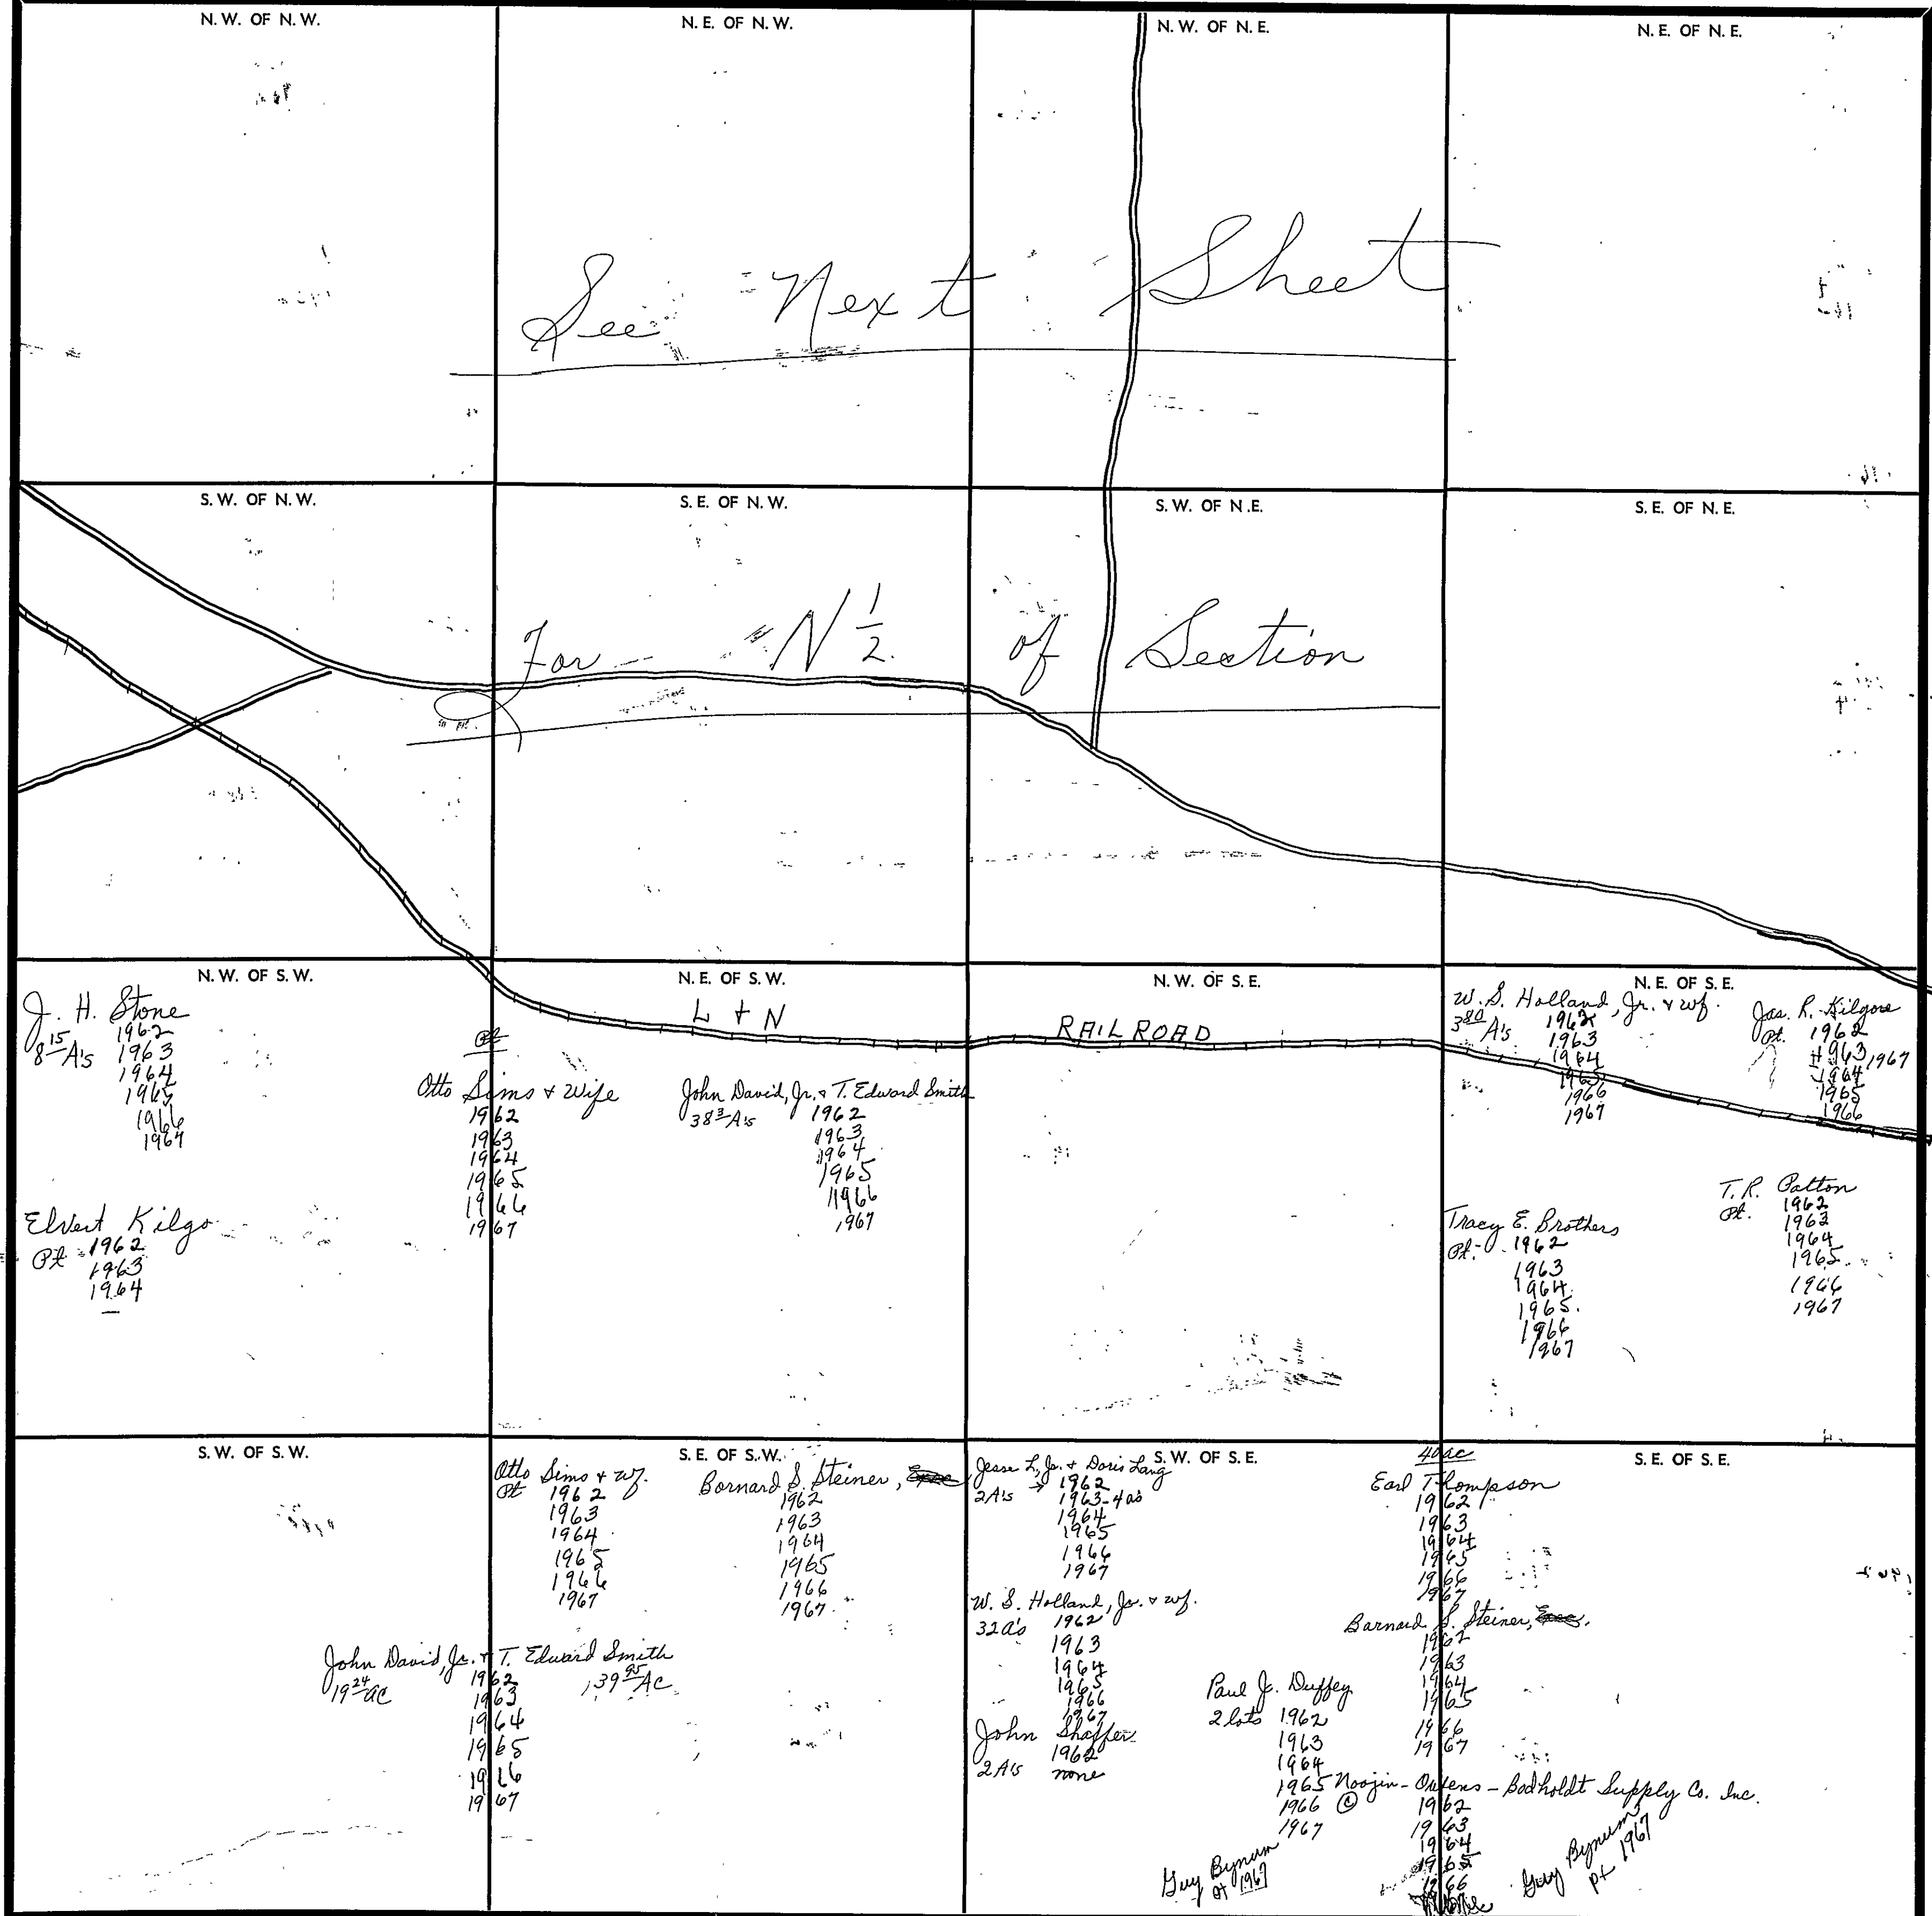 N. W. OF N. W.
N. E. OF N. W.
N. W. OF N. E.
N. E. OF N. E.
See Next Sheet
S. W. OF N. W.
S. E. OF N. W.
S. W. OF N. E.
S. E. OF N. E.
For N 1/2 of Section
N. W. OF S. W.
J. H. Stone
8 15 A's 1962
1963
1964
1965
1966
1967
Elvert Kilgo
Pt 1962
1963
1964
Pt
Otto Sims + Wife
1962
1963
1964
1965
1966
1967
N. E. OF S. W.
L + N
John David, Jr. + T. Edward Smith
38 3 A's 1962
1963
1964
1965
1966
1967
N. W. OF S. E.
RAILROAD
N. E. OF S. E.
W. S. Holland, Jr. + wf.
3 80 A's 1962
1963
1964
1965
1966
1967
Jas. R. Kilgore
Pt. 1962
1963
1964
1965
1966
1967
Tracy E. Brothers
Pt. 1962
1963
1964
1965
1966
1967
T. R. Patton
Pt. 1962
1963
1964
1965
1966
1967
S. W. OF S. W.
S. E. OF S. W.
Otto Sims + wf.
Pt 1962
1963
1964
1965
1966
1967
Bornard S. Steiner,
1962
1963
1964
1965
1966
1967
John David, Jr. + T. Edward Smith
19 24 ac 1962 39 95 Ac
1963
1964
1965
1966
1967
S. W. OF S. E.
Jesse L, Jr. + Doris Lang
2 A's 1962
1963 - 4 a's
1964
1965
1966
1967
W. S. Holland, Jr. + wf.
32 a's 1962
1963
1964
1965
1966
1967
John Shaffer
2 A's 1962
none
Paul J. Duffey
2 lots 1962
1963
1964
1965
1966
1967
Guy Bynum
pt 1967
S. E. OF S. E.
40 ac
Earl Thompson
1962
1963
1964
1965
1966
1967
Barnard S. Steiner,
1962
1963
1964
1965
1966
1967
Noojin - Owens - Bodholdt Supply Co. Inc.
© 1962
1963
1964
1965
1966
Guy Bynum
pt 1967